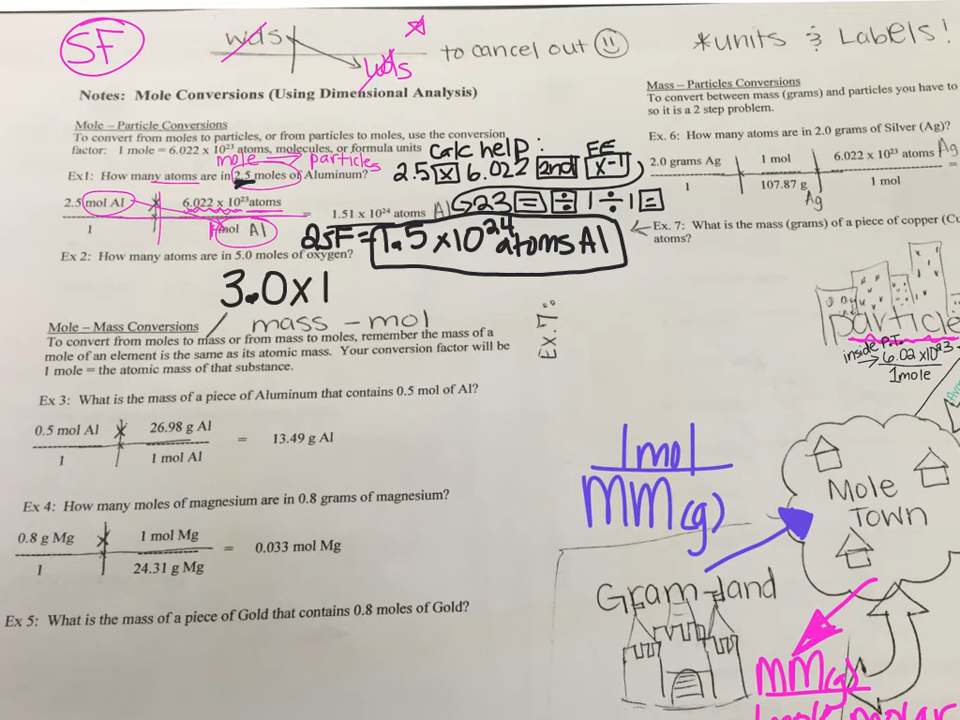 SF
wds
wds
to cancel out
*units & Labels!
Notes: Mole Conversions (Using Dimensional Analysis)
Mole – Particle Conversions
To convert from moles to particles, or from particles to moles, use the conversion
factor: 1 mole = 6.022 x 10²³ atoms, molecules, or formula units
mole → particles
Ex1: How many atoms are in 2.5 moles of Aluminum?
2.5 mol Al 6.022 x 10²³ atoms
1 1 mol Al
= 1.51 x 10²⁴ atoms Al
Calc help:
EE
2.5 x 6.022 2nd x-1
23 = ÷ 1 ÷ 1 =
2SF = 1.5 x 10²⁴ atoms Al
Ex 2: How many atoms are in 5.0 moles of oxygen?
3.0 x 1
Mole – Mass Conversions
mass - mol
To convert from moles to mass or from mass to moles, remember the mass of a
mole of an element is the same as its atomic mass. Your conversion factor will be
1 mole = the atomic mass of that substance.
Ex 3: What is the mass of a piece of Aluminum that contains 0.5 mol of Al?
0.5 mol Al 26.98 g Al
= 13.49 g Al
1 1 mol Al
Ex 4: How many moles of magnesium are in 0.8 grams of magnesium?
0.8 g Mg 1 mol Mg
= 0.033 mol Mg
1 24.31 g Mg
Ex 5: What is the mass of a piece of Gold that contains 0.8 moles of Gold?
Mass – Particles Conversions
To convert between mass (grams) and particles you have to
so it is a 2 step problem.
Ex. 6: How many atoms are in 2.0 grams of Silver (Ag)?
2.0 grams Ag 1 mol 6.022 x 10²³ atoms Ag
1 107.87 g 1 mol
Ag
← Ex. 7: What is the mass (grams) of a piece of copper (Cu
atoms?
Ex. 7:
particle
inside P.T.
→ 6.02 x 10²³
1 mole
1 mol
MM(g)
Mole
Town
Gram-land
MM(g)